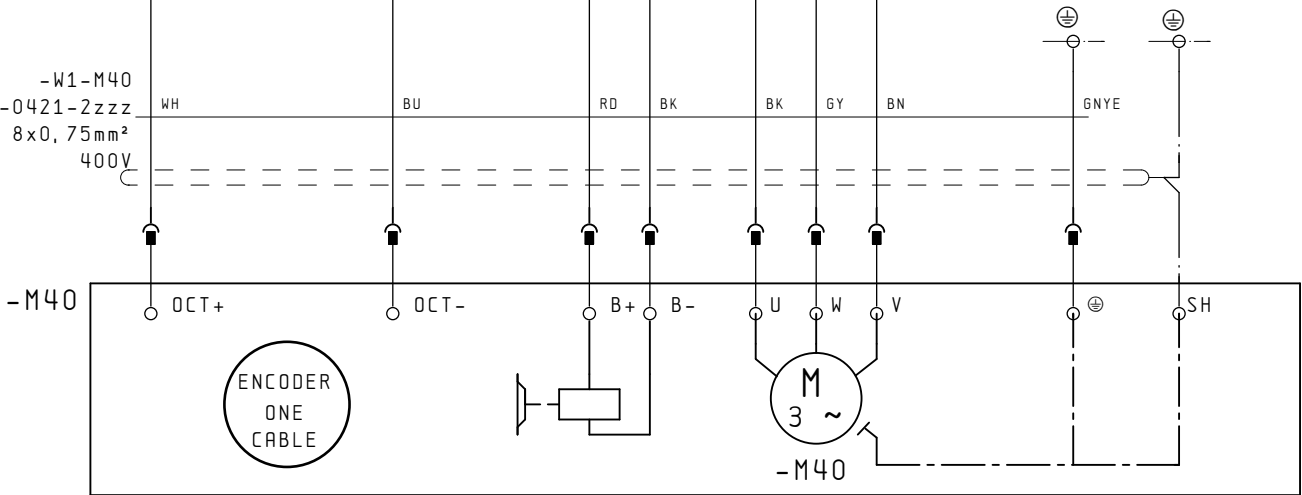 -W1-M40
-0421-2zzz
8x0,75mm²
400V
WH BU RD BK BK GY BN GNYE
-M40
OCT+ OCT- B+ B- U W V SH
ENCODER
ONE
CABLE
M
3 ~
-M40